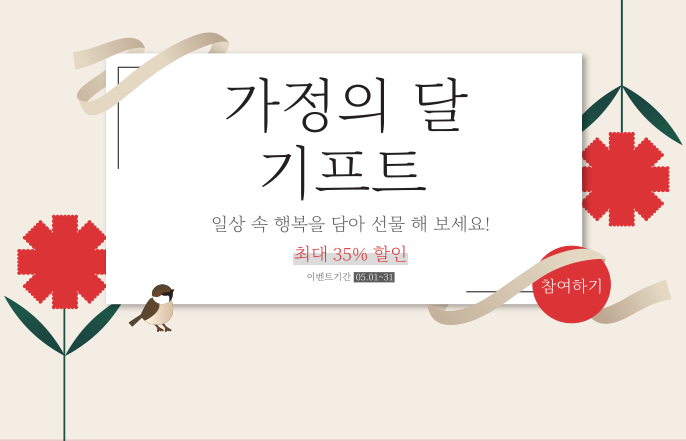 가정의 달
기프트
일상 속 행복을 담아 선물 해 보세요!
최대 35% 할인
이벤트기간 05.01~31
참여하기